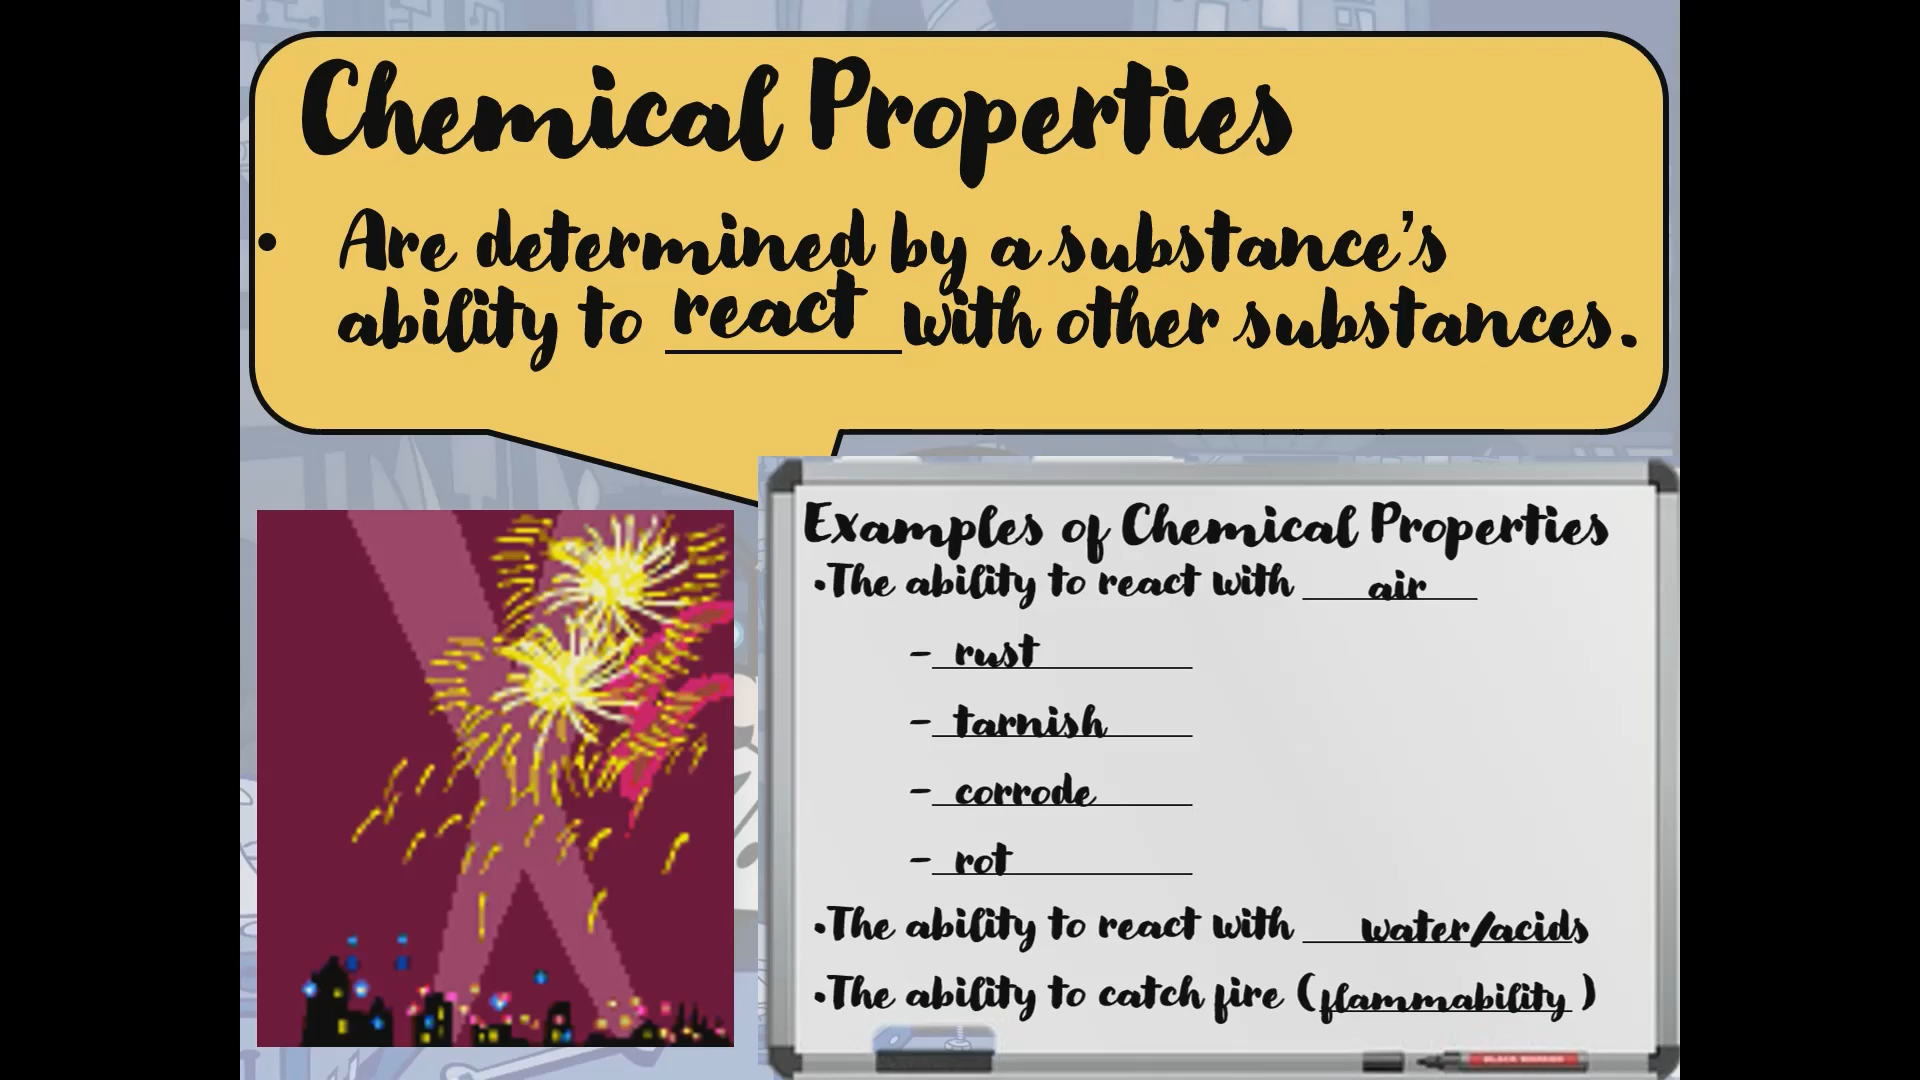 Chemical Properties
• Are determined by a substance's
ability to react with other substances.
Examples of Chemical Properties
•The ability to react with air
- rust
- tarnish
- corrode
- rot
•The ability to react with water/acids
•The ability to catch fire (flammability )